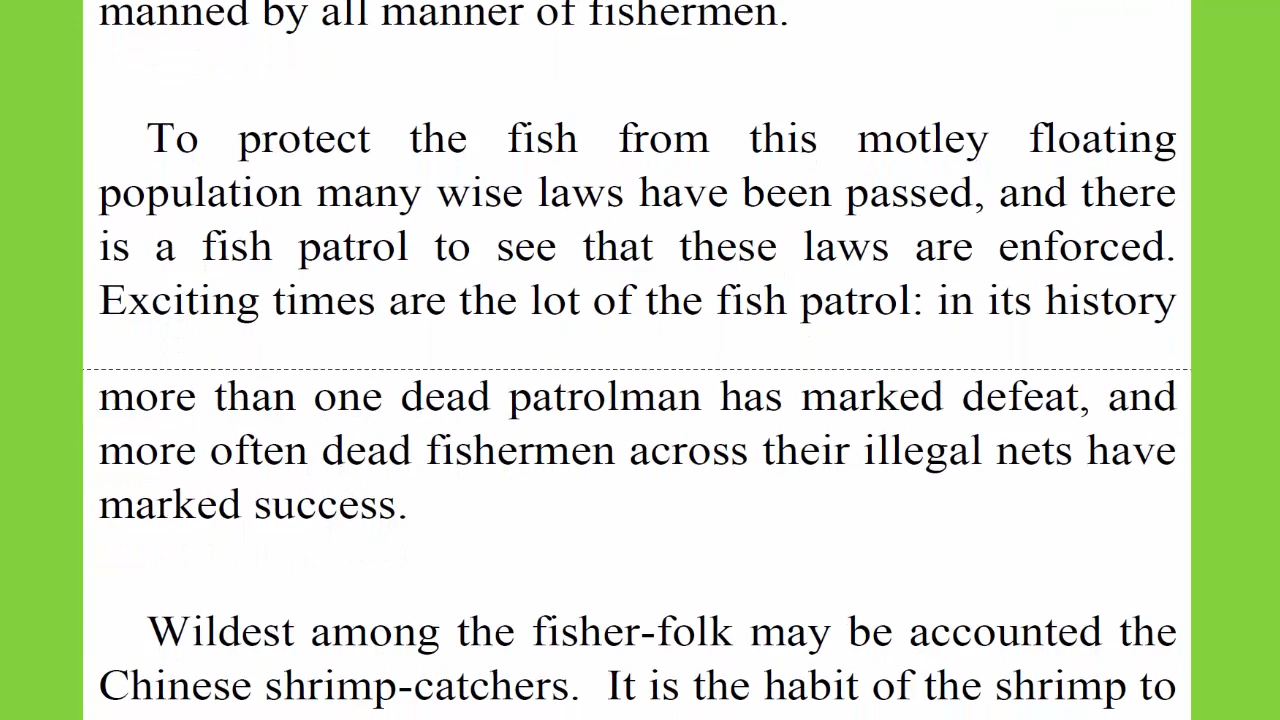 manned by all manner of fishermen.
To protect the fish from this motley floating
population many wise laws have been passed, and there
is a fish patrol to see that these laws are enforced.
Exciting times are the lot of the fish patrol: in its history
more than one dead patrolman has marked defeat, and
more often dead fishermen across their illegal nets have
marked success.
Wildest among the fisher-folk may be accounted the
Chinese shrimp-catchers.  It is the habit of the shrimp to